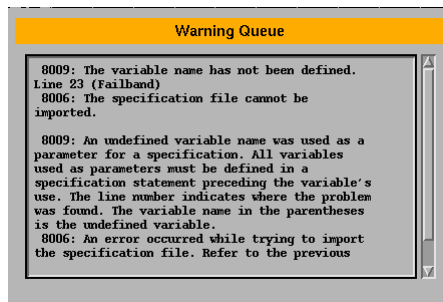 Warning Queue
8009: The variable name has not been defined.
Line 23 (Failband)
8006: The specification file cannot be
imported.
8009: An undefined variable name was used as a
parameter for a specification. All variables
used as parameters must be defined in a
specification statement preceding the variable's
use. The line number indicates where the problem
was found. The variable name in the parentheses
is the undefined variable.
8006: An error occurred while trying to import
the specification file. Refer to the previous